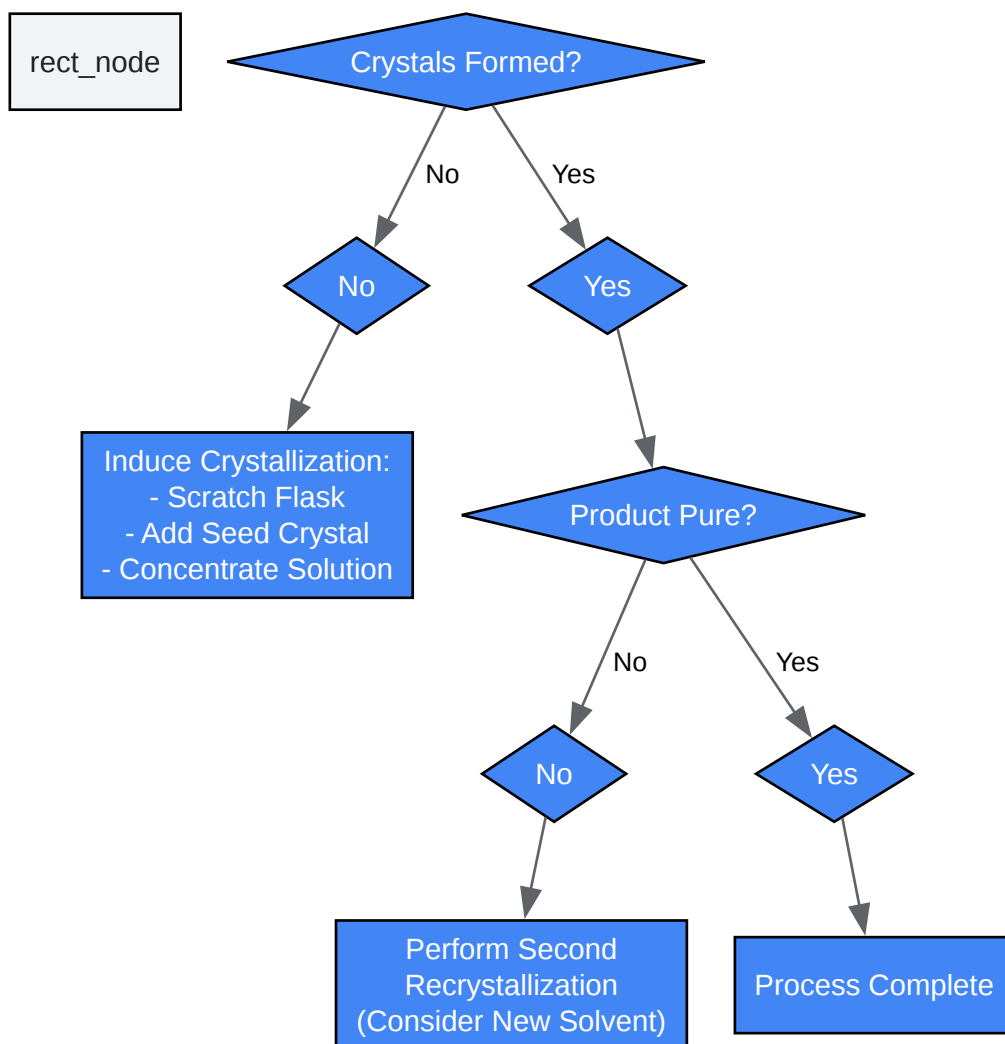 rect_node
Crystals Formed?
No
Yes
No
Yes
Induce Crystallization:
- Scratch Flask
- Add Seed Crystal
- Concentrate Solution
Product Pure?
No
Yes
No
Yes
Perform Second
Recrystallization
(Consider New Solvent)
Process Complete